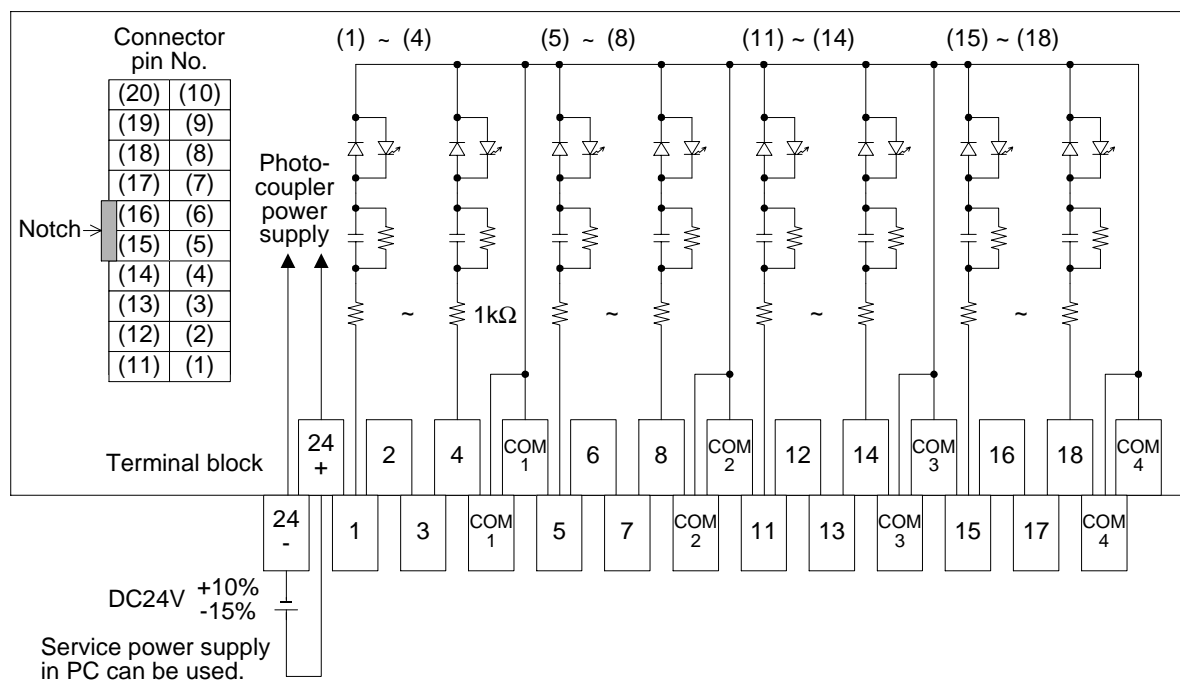 Connector
pin No.
(20) (10)
(19) (9)
(18) (8)
(17) (7)
(16) (6)
(15) (5)
(14) (4)
(13) (3)
(12) (2)
(11) (1)
Notch
Photo-
coupler
power
supply
(1) ~ (4) (5) ~ (8) (11) ~ (14) (15) ~ (18)
~ 1kΩ ~ ~ ~
Terminal block
24
+
2
4
COM
1
6
8
COM
2
12
14
COM
3
16
18
COM
4
24
-
1
3
COM
1
5
7
COM
2
11
13
COM
3
15
17
COM
4
DC24V +10%
-15%
Service power supply
in PC can be used.